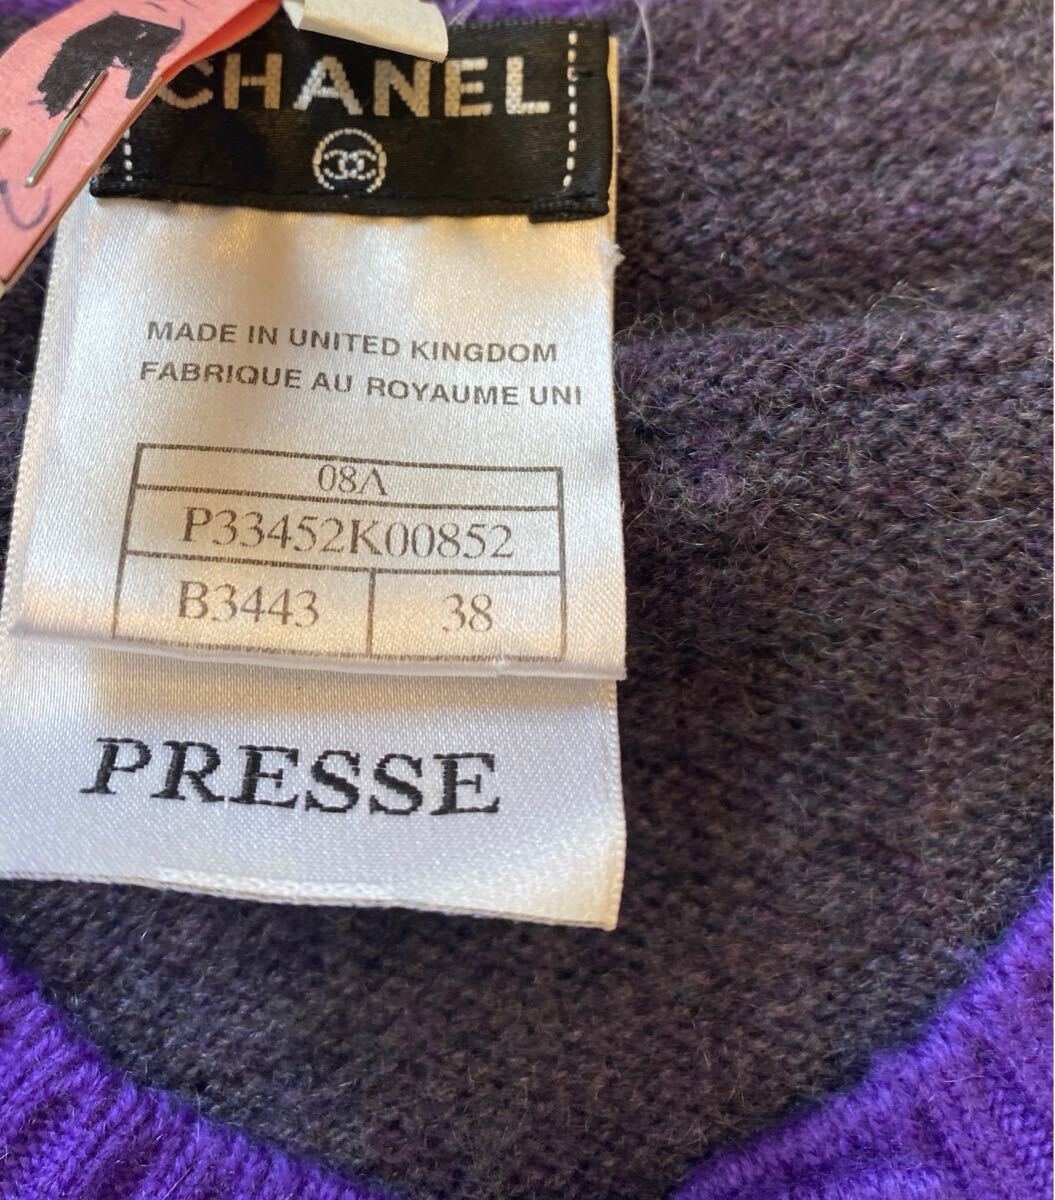 CHANEL
MADE IN UNITED KINGDOM
FABRIQUE AU ROYAUME UNI
08A
P33452K00852
B3443 38
PRESSE